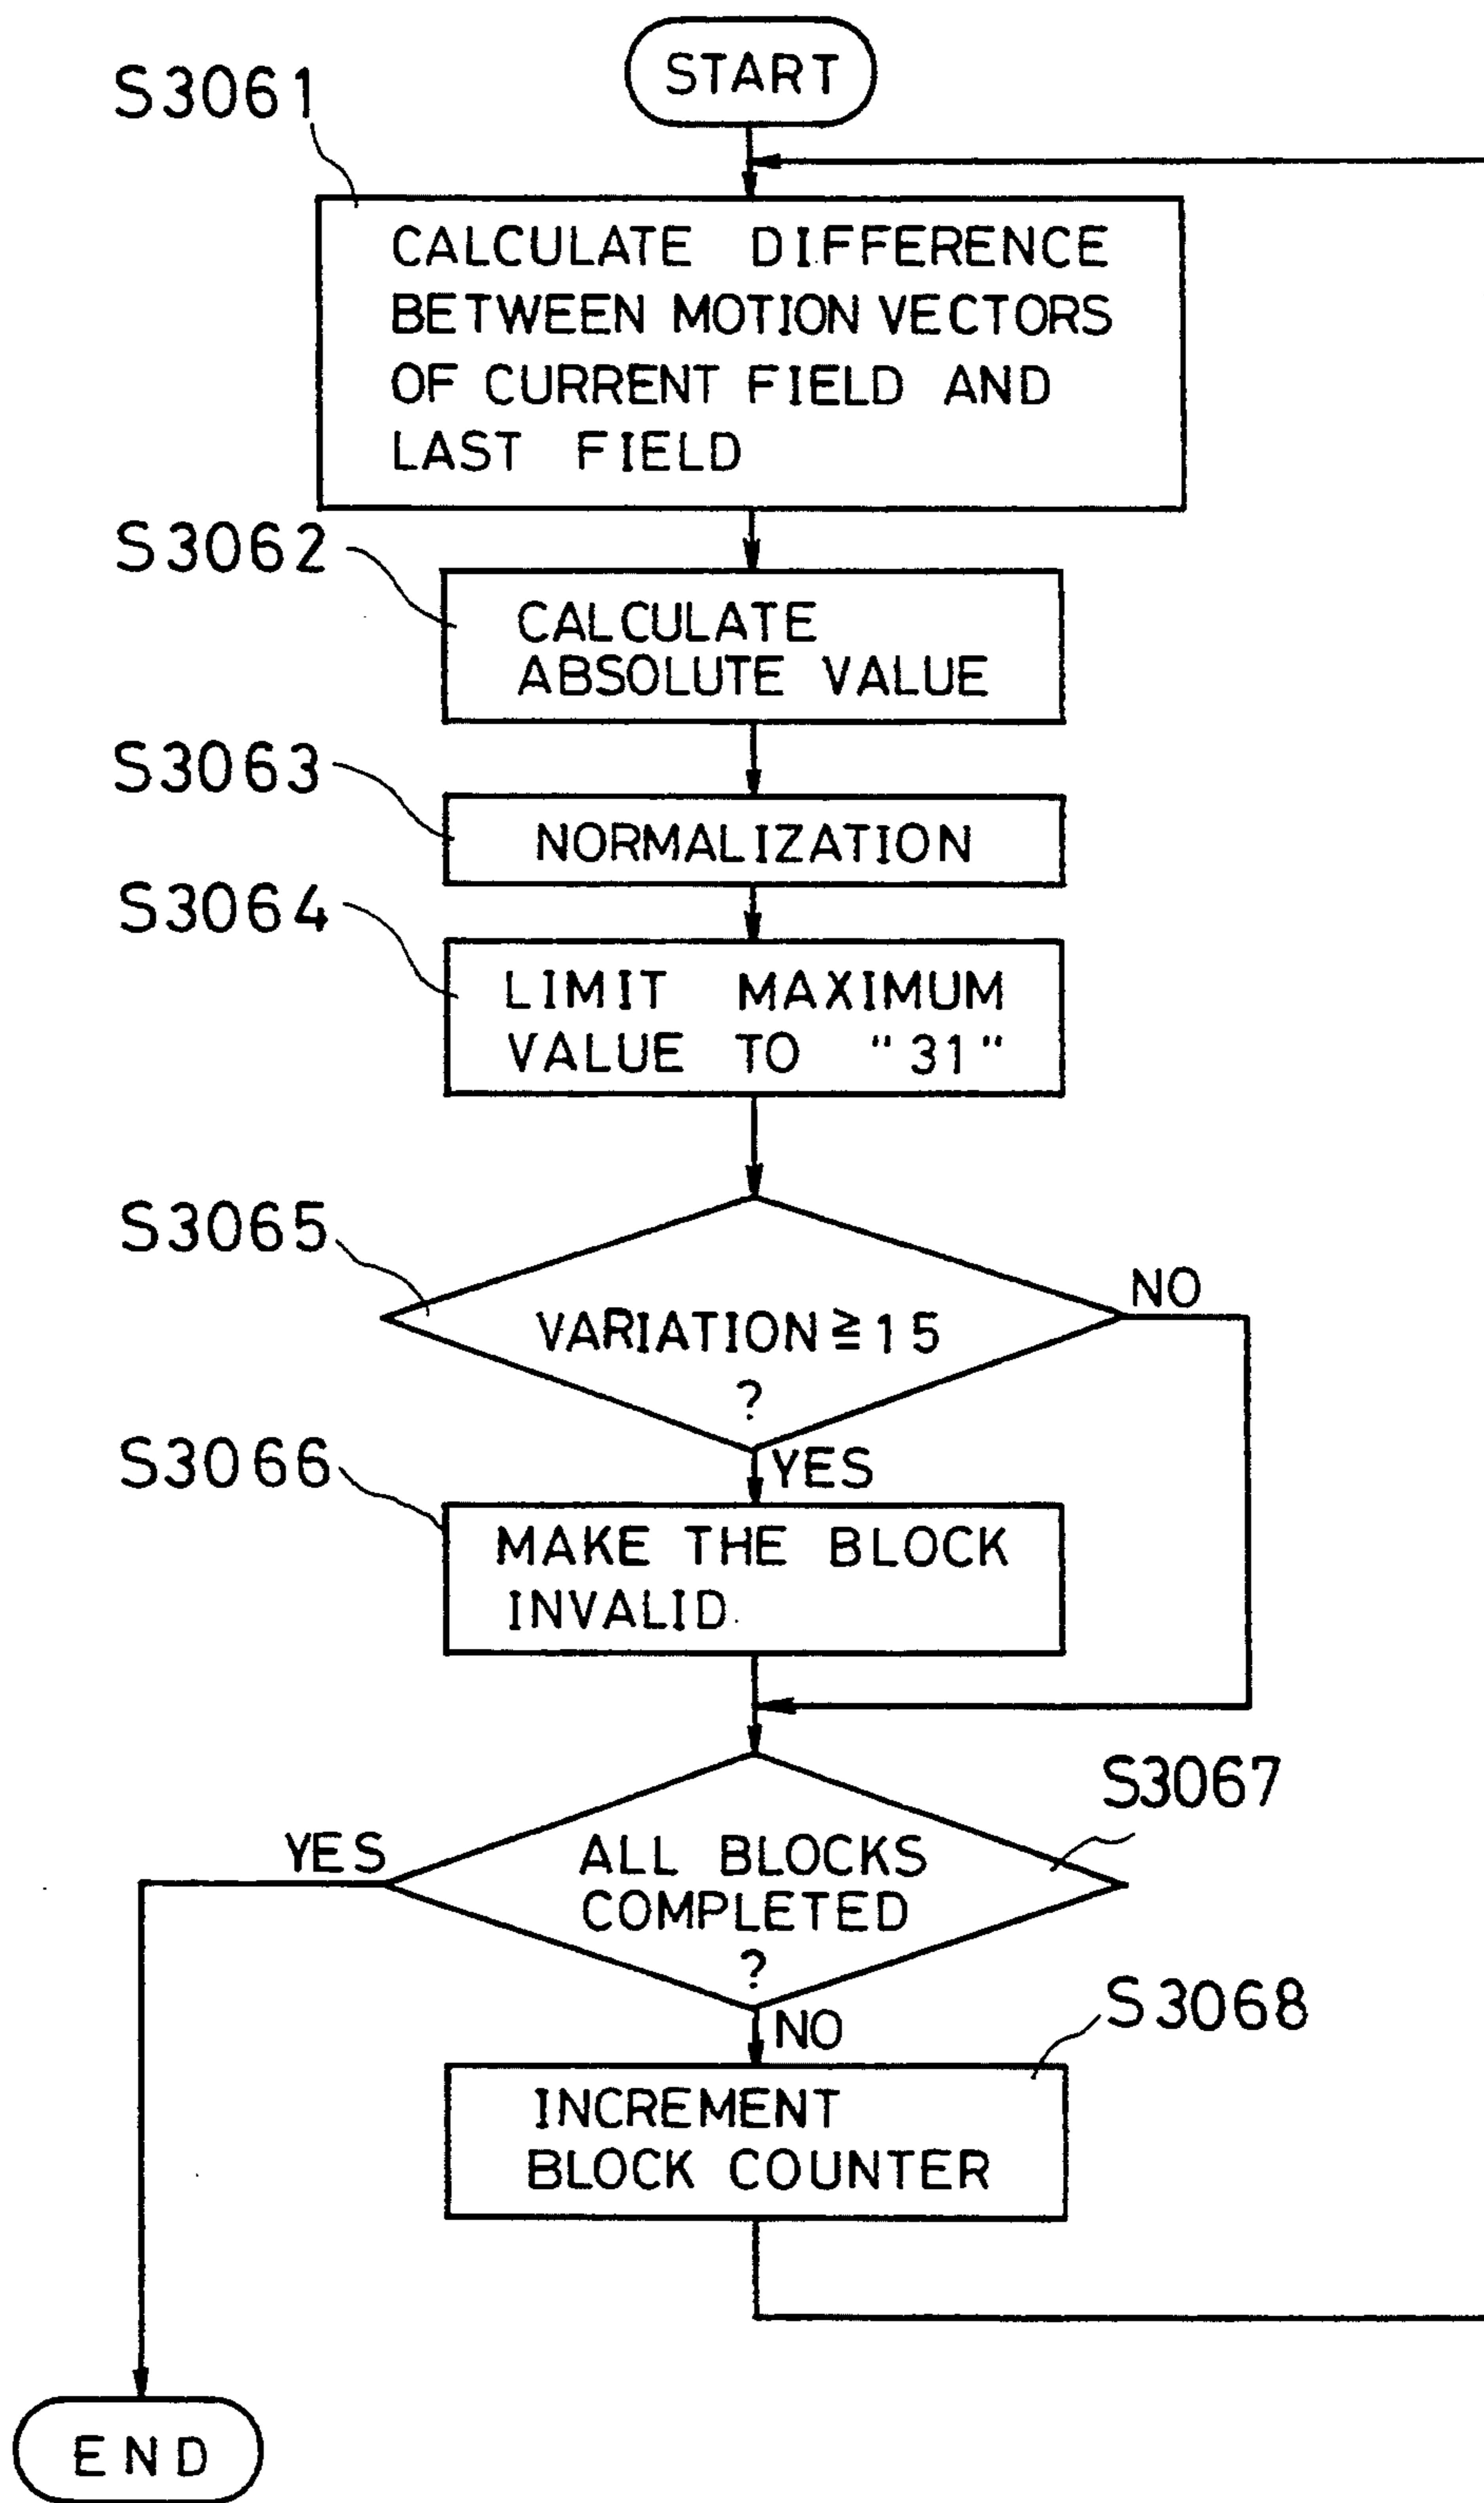 START
S3061
CALCULATE DIFFERENCE
BETWEEN MOTION VECTORS
OF CURRENT FIELD AND
LAST FIELD
S3062
CALCULATE
ABSOLUTE VALUE
S3063
NORMALIZATION
S3064
LIMIT MAXIMUM
VALUE TO "31"
S3065
VARIATION≧15
?
NO
YES
S3066
MAKE THE BLOCK
INVALID
S3067
ALL BLOCKS
COMPLETED
?
YES
NO
S3068
INCREMENT
BLOCK COUNTER
END